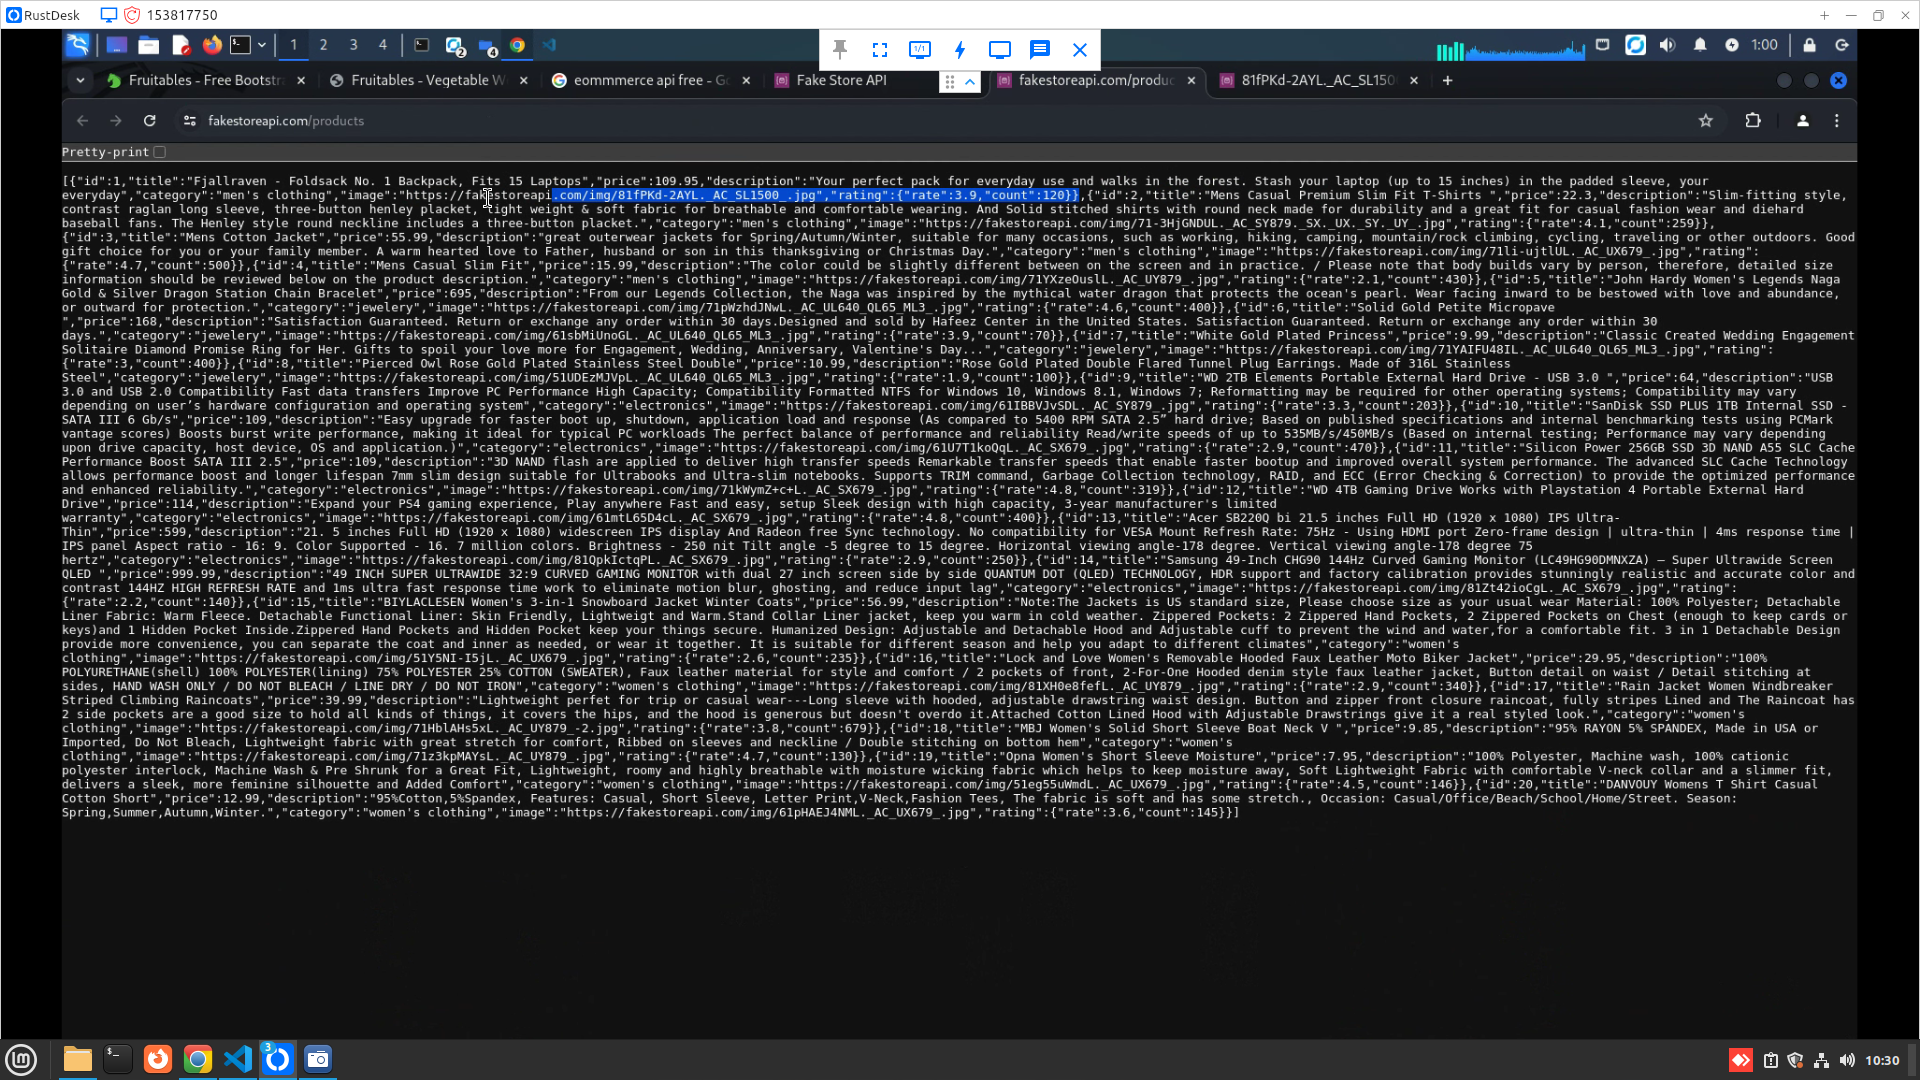 RustDesk
153817750
1 2 3 4
2
4
1/1
1:00
Fruitables - Free Bootstr
Fruitables - Vegetable W
eommmerce api free - G
Fake Store API
fakestoreapi.com/produc
81fPKd-2AYL._AC_SL150
fakestoreapi.com/products
Pretty-print
[{"id":1,"title":"Fjallraven - Foldsack No. 1 Backpack, Fits 15 Laptops","price":109.95,"description":"Your perfect pack for everyday use and walks in the forest. Stash your laptop (up to 15 inches) in the padded sleeve, your
everyday","category":"men's clothing","image":"https://fakestoreapi.com/img/81fPKd-2AYL._AC_SL1500_.jpg","rating":{"rate":3.9,"count":120}},{"id":2,"title":"Mens Casual Premium Slim Fit T-Shirts ","price":22.3,"description":"Slim-fitting style,
contrast raglan long sleeve, three-button henley placket, light weight & soft fabric for breathable and comfortable wearing. And Solid stitched shirts with round neck made for durability and a great fit for casual fashion wear and diehard
baseball fans. The Henley style round neckline includes a three-button placket.","category":"men's clothing","image":"https://fakestoreapi.com/img/71-3HjGNDUL._AC_SY879._SX._UX._SY._UY_.jpg","rating":{"rate":4.1,"count":259}},
{"id":3,"title":"Mens Cotton Jacket","price":55.99,"description":"great outerwear jackets for Spring/Autumn/Winter, suitable for many occasions, such as working, hiking, camping, mountain/rock climbing, cycling, traveling or other outdoors. Good
gift choice for you or your family member. A warm hearted love to Father, husband or son in this thanksgiving or Christmas Day.","category":"men's clothing","image":"https://fakestoreapi.com/img/71li-ujtlUL._AC_UX679_.jpg","rating":
{"rate":4.7,"count":500}},{"id":4,"title":"Mens Casual Slim Fit","price":15.99,"description":"The color could be slightly different between on the screen and in practice. / Please note that body builds vary by person, therefore, detailed size
information should be reviewed below on the product description.","category":"men's clothing","image":"https://fakestoreapi.com/img/71YXzeOuslL._AC_UY879_.jpg","rating":{"rate":2.1,"count":430}},{"id":5,"title":"John Hardy Women's Legends Naga
Gold & Silver Dragon Station Chain Bracelet","price":695,"description":"From our Legends Collection, the Naga was inspired by the mythical water dragon that protects the ocean's pearl. Wear facing inward to be bestowed with love and abundance,
or outward for protection.","category":"jewelery","image":"https://fakestoreapi.com/img/71pWzhdJNwL._AC_UL640_QL65_ML3_.jpg","rating":{"rate":4.6,"count":400}},{"id":6,"title":"Solid Gold Petite Micropave
","price":168,"description":"Satisfaction Guaranteed. Return or exchange any order within 30 days.Designed and sold by Hafeez Center in the United States. Satisfaction Guaranteed. Return or exchange any order within 30
days.","category":"jewelery","image":"https://fakestoreapi.com/img/61sbMiUnoGL._AC_UL640_QL65_ML3_.jpg","rating":{"rate":3.9,"count":70}},{"id":7,"title":"White Gold Plated Princess","price":9.99,"description":"Classic Created Wedding Engagement
Solitaire Diamond Promise Ring for Her. Gifts to spoil your love more for Engagement, Wedding, Anniversary, Valentine's Day...","category":"jewelery","image":"https://fakestoreapi.com/img/71YAIFU48IL._AC_UL640_QL65_ML3_.jpg","rating":
{"rate":3,"count":400}},{"id":8,"title":"Pierced Owl Rose Gold Plated Stainless Steel Double","price":10.99,"description":"Rose Gold Plated Double Flared Tunnel Plug Earrings. Made of 316L Stainless
Steel","category":"jewelery","image":"https://fakestoreapi.com/img/51UDEzMJVpL._AC_UL640_QL65_ML3_.jpg","rating":{"rate":1.9,"count":100}},{"id":9,"title":"WD 2TB Elements Portable External Hard Drive - USB 3.0 ","price":64,"description":"USB
3.0 and USB 2.0 Compatibility Fast data transfers Improve PC Performance High Capacity; Compatibility Formatted NTFS for Windows 10, Windows 8.1, Windows 7; Reformatting may be required for other operating systems; Compatibility may vary
depending on user’s hardware configuration and operating system","category":"electronics","image":"https://fakestoreapi.com/img/61IBBVJvSDL._AC_SY879_.jpg","rating":{"rate":3.3,"count":203}},{"id":10,"title":"SanDisk SSD PLUS 1TB Internal SSD -
SATA III 6 Gb/s","price":109,"description":"Easy upgrade for faster boot up, shutdown, application load and response (As compared to 5400 RPM SATA 2.5” hard drive; Based on published specifications and internal benchmarking tests using PCMark
vantage scores) Boosts burst write performance, making it ideal for typical PC workloads The perfect balance of performance and reliability Read/write speeds of up to 535MB/s/450MB/s (Based on internal testing; Performance may vary depending
upon drive capacity, host device, OS and application.)","category":"electronics","image":"https://fakestoreapi.com/img/61U7T1koQqL._AC_SX679_.jpg","rating":{"rate":2.9,"count":470}},{"id":11,"title":"Silicon Power 256GB SSD 3D NAND A55 SLC Cache
Performance Boost SATA III 2.5","price":109,"description":"3D NAND flash are applied to deliver high transfer speeds Remarkable transfer speeds that enable faster bootup and improved overall system performance. The advanced SLC Cache Technology
allows performance boost and longer lifespan 7mm slim design suitable for Ultrabooks and Ultra-slim notebooks. Supports TRIM command, Garbage Collection technology, RAID, and ECC (Error Checking & Correction) to provide the optimized performance
and enhanced reliability.","category":"electronics","image":"https://fakestoreapi.com/img/71kWymZ+c+L._AC_SX679_.jpg","rating":{"rate":4.8,"count":319}},{"id":12,"title":"WD 4TB Gaming Drive Works with Playstation 4 Portable External Hard
Drive","price":114,"description":"Expand your PS4 gaming experience, Play anywhere Fast and easy, setup Sleek design with high capacity, 3-year manufacturer's limited
warranty","category":"electronics","image":"https://fakestoreapi.com/img/61mtL65D4cL._AC_SX679_.jpg","rating":{"rate":4.8,"count":400}},{"id":13,"title":"Acer SB220Q bi 21.5 inches Full HD (1920 x 1080) IPS Ultra-
Thin","price":599,"description":"21. 5 inches Full HD (1920 x 1080) widescreen IPS display And Radeon free Sync technology. No compatibility for VESA Mount Refresh Rate: 75Hz - Using HDMI port Zero-frame design | ultra-thin | 4ms response time |
IPS panel Aspect ratio - 16: 9. Color Supported - 16. 7 million colors. Brightness - 250 nit Tilt angle -5 degree to 15 degree. Horizontal viewing angle-178 degree. Vertical viewing angle-178 degree 75
hertz","category":"electronics","image":"https://fakestoreapi.com/img/81QpkIctqPL._AC_SX679_.jpg","rating":{"rate":2.9,"count":250}},{"id":14,"title":"Samsung 49-Inch CHG90 144Hz Curved Gaming Monitor (LC49HG90DMNXZA) – Super Ultrawide Screen
QLED ","price":999.99,"description":"49 INCH SUPER ULTRAWIDE 32:9 CURVED GAMING MONITOR with dual 27 inch screen side by side QUANTUM DOT (QLED) TECHNOLOGY, HDR support and factory calibration provides stunningly realistic and accurate color and
contrast 144HZ HIGH REFRESH RATE and 1ms ultra fast response time work to eliminate motion blur, ghosting, and reduce input lag","category":"electronics","image":"https://fakestoreapi.com/img/81Zt42ioCgL._AC_SX679_.jpg","rating":
{"rate":2.2,"count":140}},{"id":15,"title":"BIYLACLESEN Women's 3-in-1 Snowboard Jacket Winter Coats","price":56.99,"description":"Note:The Jackets is US standard size, Please choose size as your usual wear Material: 100% Polyester; Detachable
Liner Fabric: Warm Fleece. Detachable Functional Liner: Skin Friendly, Lightweigt and Warm.Stand Collar Liner jacket, keep you warm in cold weather. Zippered Pockets: 2 Zippered Hand Pockets, 2 Zippered Pockets on Chest (enough to keep cards or
keys)and 1 Hidden Pocket Inside.Zippered Hand Pockets and Hidden Pocket keep your things secure. Humanized Design: Adjustable and Detachable Hood and Adjustable cuff to prevent the wind and water,for a comfortable fit. 3 in 1 Detachable Design
provide more convenience, you can separate the coat and inner as needed, or wear it together. It is suitable for different season and help you adapt to different climates","category":"women's
clothing","image":"https://fakestoreapi.com/img/51Y5NI-I5jL._AC_UX679_.jpg","rating":{"rate":2.6,"count":235}},{"id":16,"title":"Lock and Love Women's Removable Hooded Faux Leather Moto Biker Jacket","price":29.95,"description":"100%
POLYURETHANE(shell) 100% POLYESTER(lining) 75% POLYESTER 25% COTTON (SWEATER), Faux leather material for style and comfort / 2 pockets of front, 2-For-One Hooded denim style faux leather jacket, Button detail on waist / Detail stitching at
sides, HAND WASH ONLY / DO NOT BLEACH / LINE DRY / DO NOT IRON","category":"women's clothing","image":"https://fakestoreapi.com/img/81XH0e8fefL._AC_UY879_.jpg","rating":{"rate":2.9,"count":340}},{"id":17,"title":"Rain Jacket Women Windbreaker
Striped Climbing Raincoats","price":39.99,"description":"Lightweight perfet for trip or casual wear---Long sleeve with hooded, adjustable drawstring waist design. Button and zipper front closure raincoat, fully stripes Lined and The Raincoat has
2 side pockets are a good size to hold all kinds of things, it covers the hips, and the hood is generous but doesn't overdo it.Attached Cotton Lined Hood with Adjustable Drawstrings give it a real styled look.","category":"women's
clothing","image":"https://fakestoreapi.com/img/71HblAHs5xL._AC_UY879_-2.jpg","rating":{"rate":3.8,"count":679}},{"id":18,"title":"MBJ Women's Solid Short Sleeve Boat Neck V ","price":9.85,"description":"95% RAYON 5% SPANDEX, Made in USA or
Imported, Do Not Bleach, Lightweight fabric with great stretch for comfort, Ribbed on sleeves and neckline / Double stitching on bottom hem","category":"women's
clothing","image":"https://fakestoreapi.com/img/71z3kpMAYsL._AC_UY879_.jpg","rating":{"rate":4.7,"count":130}},{"id":19,"title":"Opna Women's Short Sleeve Moisture","price":7.95,"description":"100% Polyester, Machine wash, 100% cationic
polyester interlock, Machine Wash & Pre Shrunk for a Great Fit, Lightweight, roomy and highly breathable with moisture wicking fabric which helps to keep moisture away, Soft Lightweight Fabric with comfortable V-neck collar and a slimmer fit,
delivers a sleek, more feminine silhouette and Added Comfort","category":"women's clothing","image":"https://fakestoreapi.com/img/51eg55uWmdL._AC_UX679_.jpg","rating":{"rate":4.5,"count":146}},{"id":20,"title":"DANVOUY Womens T Shirt Casual
Cotton Short","price":12.99,"description":"95%Cotton,5%Spandex, Features: Casual, Short Sleeve, Letter Print,V-Neck,Fashion Tees, The fabric is soft and has some stretch., Occasion: Casual/Office/Beach/School/Home/Street. Season:
Spring,Summer,Autumn,Winter.","category":"women's clothing","image":"https://fakestoreapi.com/img/61pHAEJ4NML._AC_UX679_.jpg","rating":{"rate":3.6,"count":145}}]
3
10:30